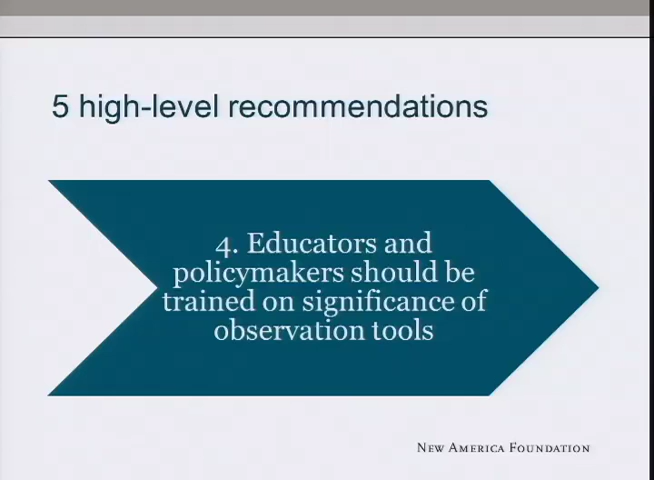 5 high-level recommendations
4. Educators and
policymakers should be
trained on significance of
observation tools
New America Foundation